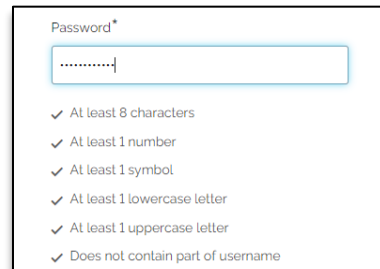 Password*
............
At least 8 characters
At least 1 number
At least 1 symbol
At least 1 lowercase letter
At least 1 uppercase letter
Does not contain part of username